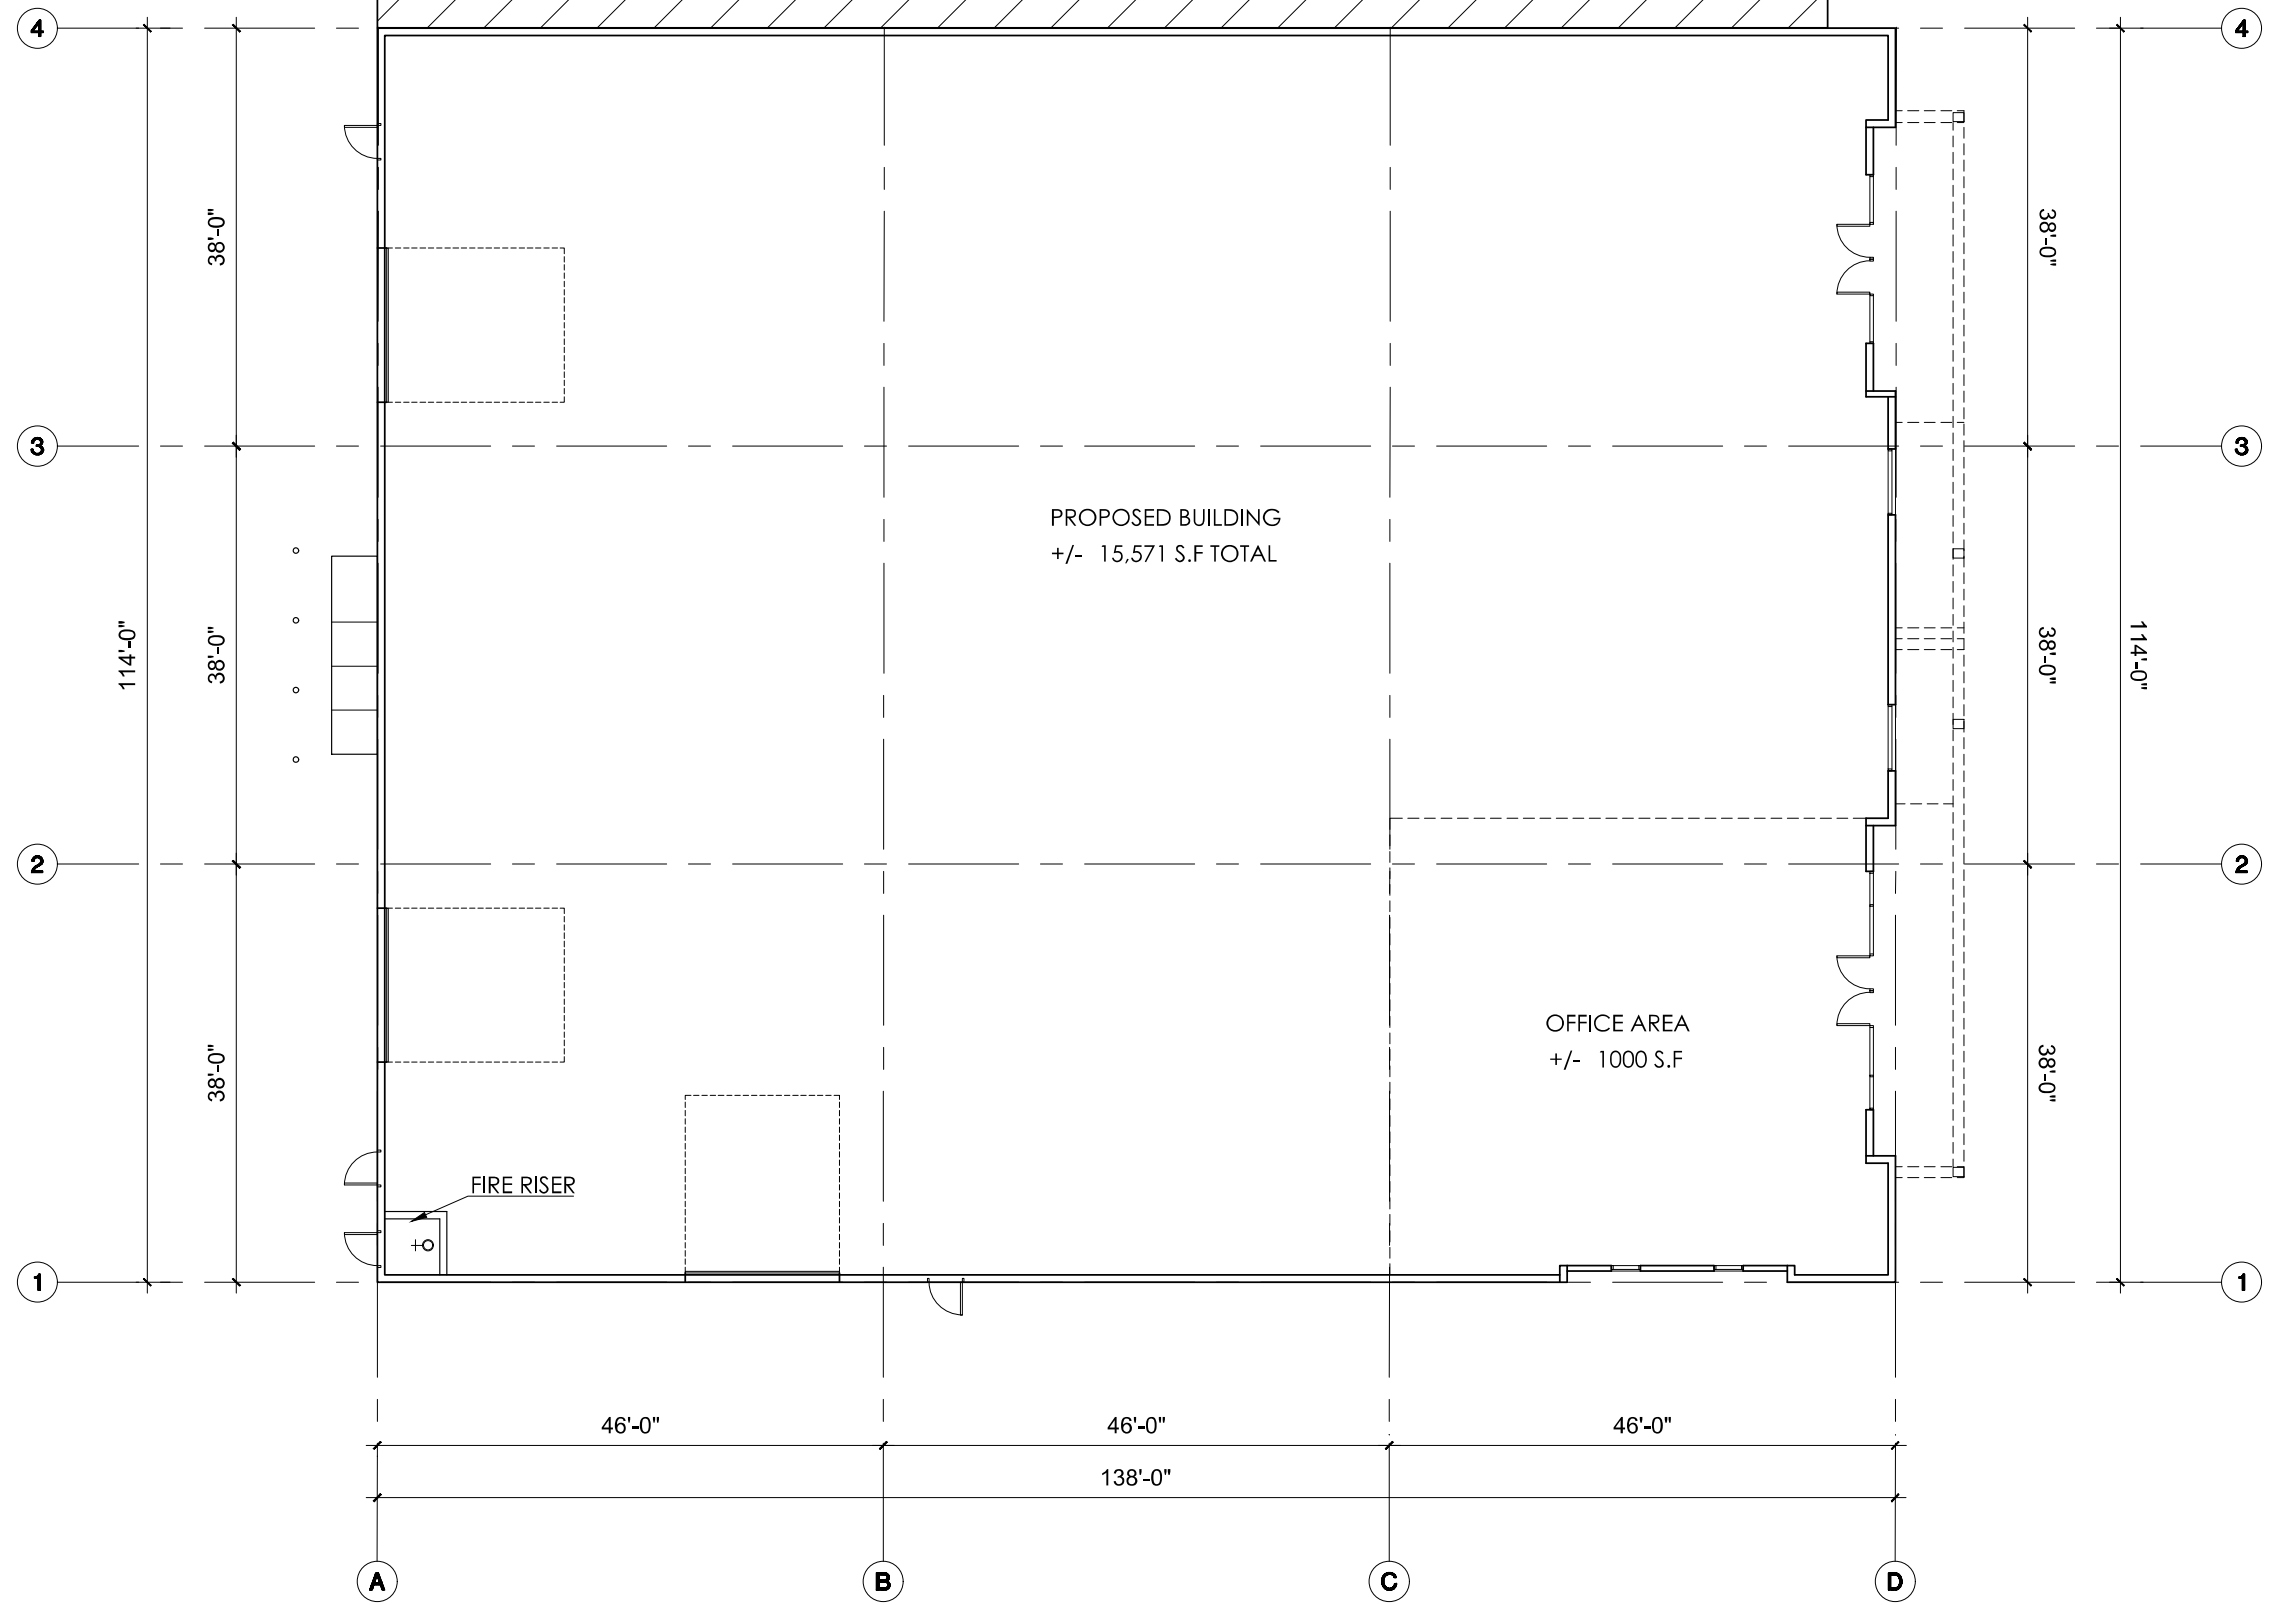 4
4
38'-0"
38'-0"
3
3
PROPOSED BUILDING
+/- 15,571 S.F TOTAL
114'-0"
38'-0"
38'-0"
114'-0"
2
2
OFFICE AREA
+/- 1000 S.F
38'-0"
38'-0"
FIRE RISER
1
1
46'-0"
46'-0"
46'-0"
138'-0"
A
B
C
D